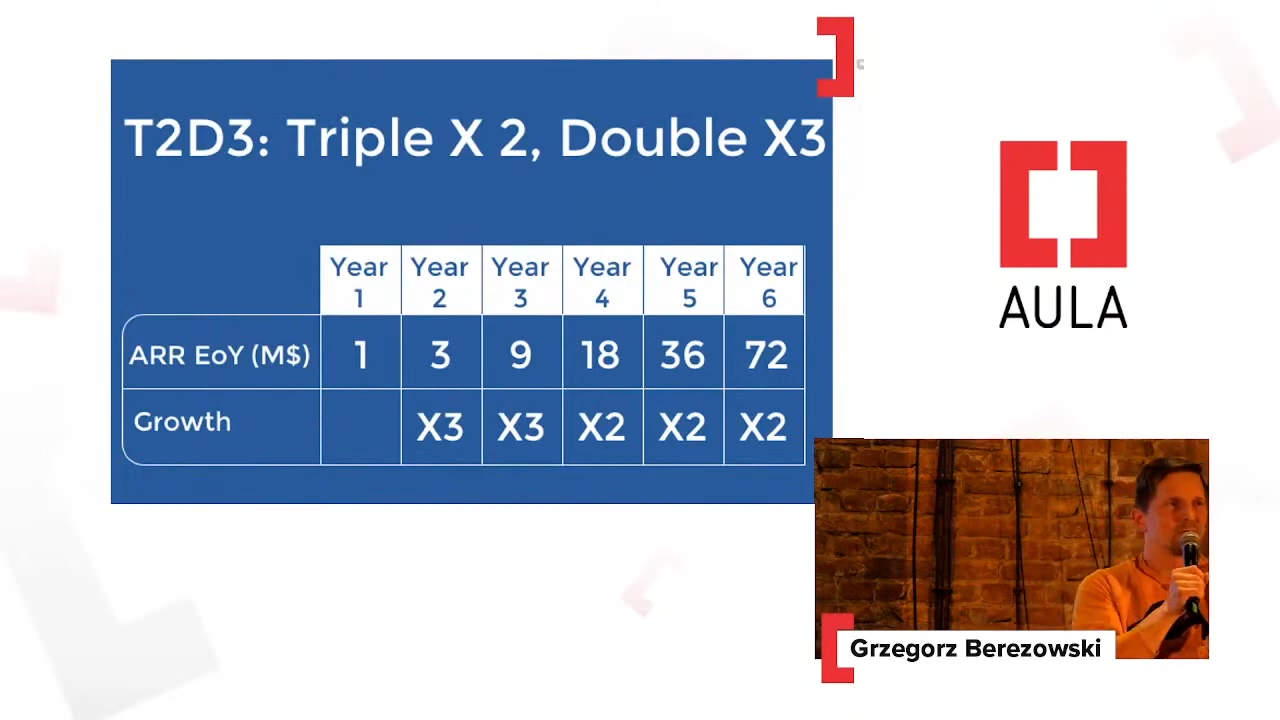 T2D3: Triple X 2, Double X3
Year 1 Year 2 Year 3 Year 4 Year 5 Year 6
ARR EoY (M$) 1 3 9 18 36 72
Growth X3 X3 X2 X2 X2
AULA
Grzegorz Berezowski